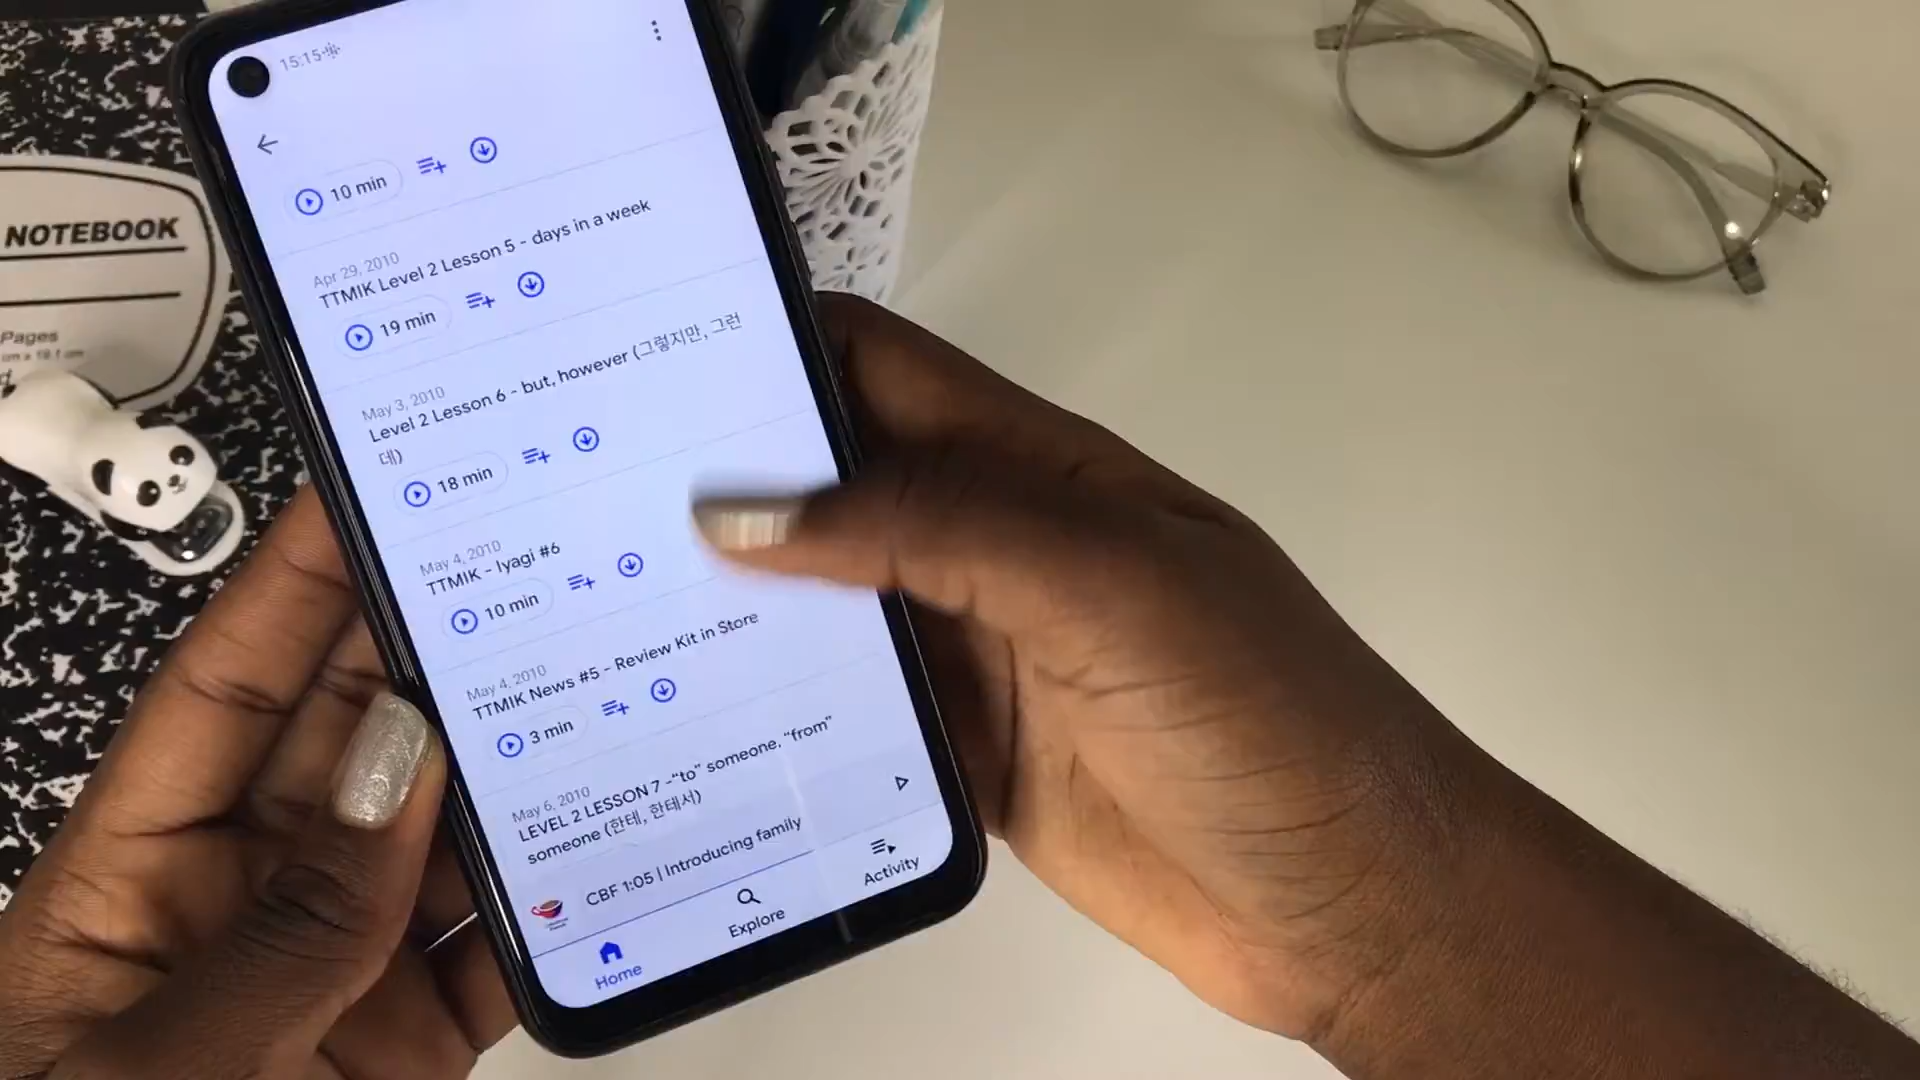 15:15
10 min
Apr 29, 2010
TTMIK Level 2 Lesson 5 - days in a week
19 min
May 3, 2010
Level 2 Lesson 6 - but, however (그렇지만, 그런
데)
18 min
May 4, 2010
TTMIK - Iyagi #6
10 min
May 4, 2010
TTMIK News #5 - Review Kit in Store
3 min
May 6, 2010
LEVEL 2 LESSON 7 -“to” someone, “from”
someone (한테, 한테서)
CBF 1:05 | Introducing family
Home
Explore
Activity
NOTEBOOK
Pages